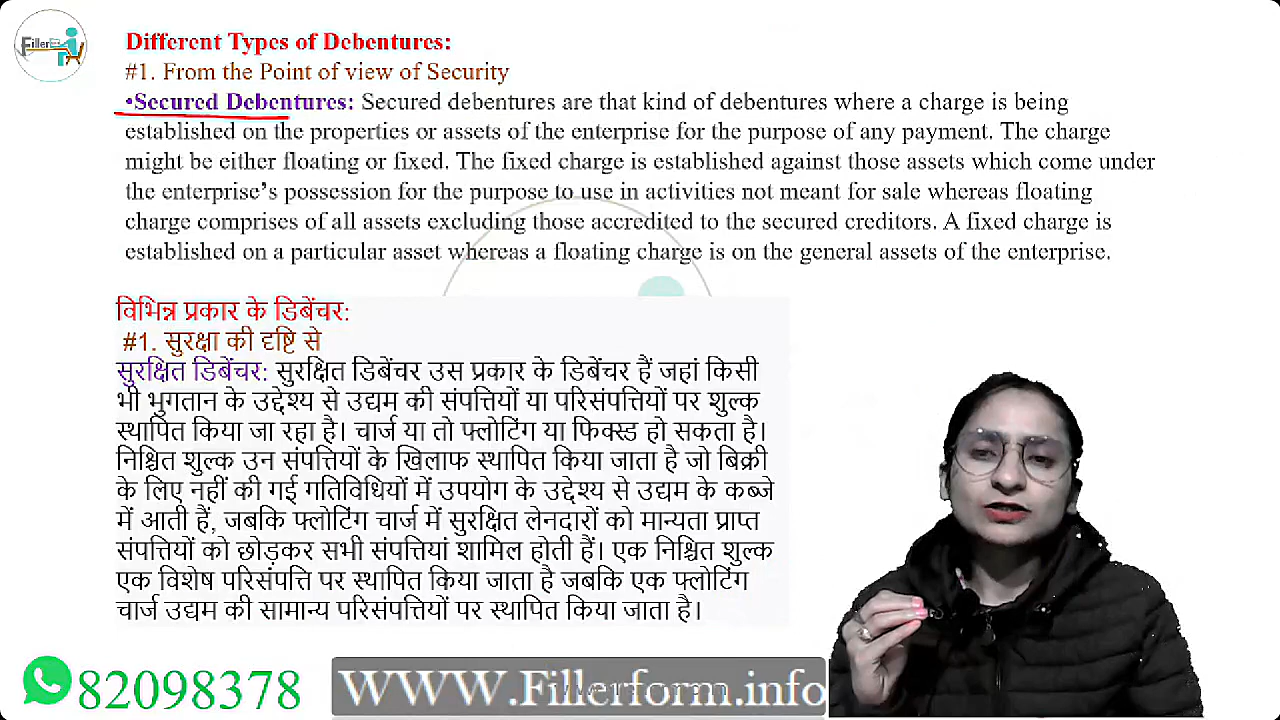 Filler
Different Types of Debentures:
#1. From the Point of view of Security
•Secured Debentures: Secured debentures are that kind of debentures where a charge is being
established on the properties or assets of the enterprise for the purpose of any payment. The charge
might be either floating or fixed. The fixed charge is established against those assets which come under
the enterprise’s possession for the purpose to use in activities not meant for sale whereas floating
charge comprises of all assets excluding those accredited to the secured creditors. A fixed charge is
established on a particular asset whereas a floating charge is on the general assets of the enterprise.
विभिन्न प्रकार के डिबेंचर:
#1. सुरक्षा की दृष्टि से
सुरक्षित डिबेंचर: सुरक्षित डिबेंचर उस प्रकार के डिबेंचर हैं जहां किसी
भी भुगतान के उद्देश्य से उद्यम की संपत्तियों या परिसंपत्तियों पर शुल्क
स्थापित किया जा रहा है। चार्ज या तो फ्लोटिंग या फिक्स्ड हो सकता है।
निश्चित शुल्क उन संपत्तियों के खिलाफ स्थापित किया जाता है जो बिक्री
के लिए नहीं की गई गतिविधियों में उपयोग के उद्देश्य से उद्यम के कब्जे
में आती हैं, जबकि फ्लोटिंग चार्ज में सुरक्षित लेनदारों को मान्यता प्राप्त
संपत्तियों को छोड़कर सभी संपत्तियां शामिल होती हैं। एक निश्चित शुल्क
एक विशेष परिसंपत्ति पर स्थापित किया जाता है जबकि एक फ्लोटिंग
चार्ज उद्यम की सामान्य परिसंपत्तियों पर स्थापित किया जाता है।
82098378
www.Fillerform.info